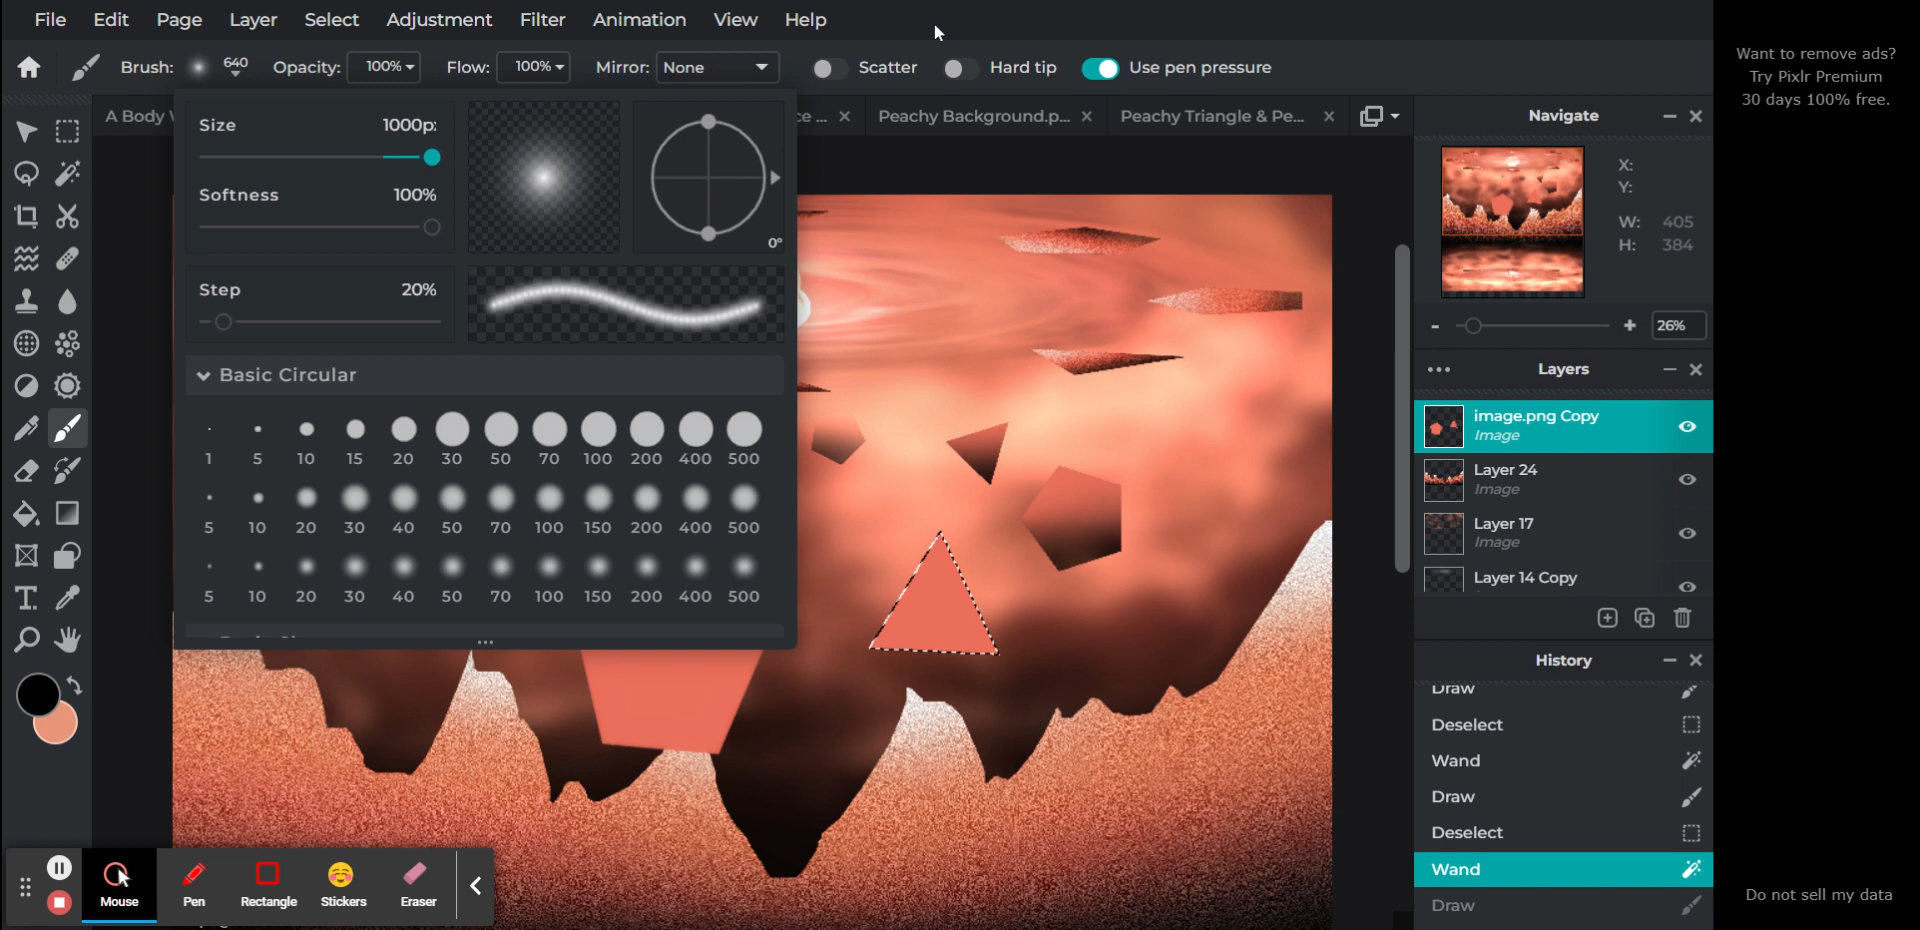 File Edit Page Layer Select Adjustment Filter Animation View Help
Brush: 640 Opacity: 100% Flow: 100% Mirror: None Scatter Hard tip Use pen pressure
A Body
ce ... Peachy Background.p... Peachy Triangle & Pe...
Size 1000p:
Softness 100%
0°
Step 20%
Basic Circular
1 5 10 15 20 30 50 70 100 200 400 500
5 10 20 30 40 50 70 100 150 200 400 500
5 10 20 30 40 50 70 100 150 200 400 500
Navigate
X:
Y:
W: 405
H: 384
- + 26%
Layers
image.png Copy
Image
Layer 24
Image
Layer 17
Image
Layer 14 Copy
History
Draw
Deselect
Wand
Draw
Deselect
Wand
Draw
Mouse Pen Rectangle Stickers Eraser
Want to remove ads?
Try Pixlr Premium
30 days 100% free.
Do not sell my data